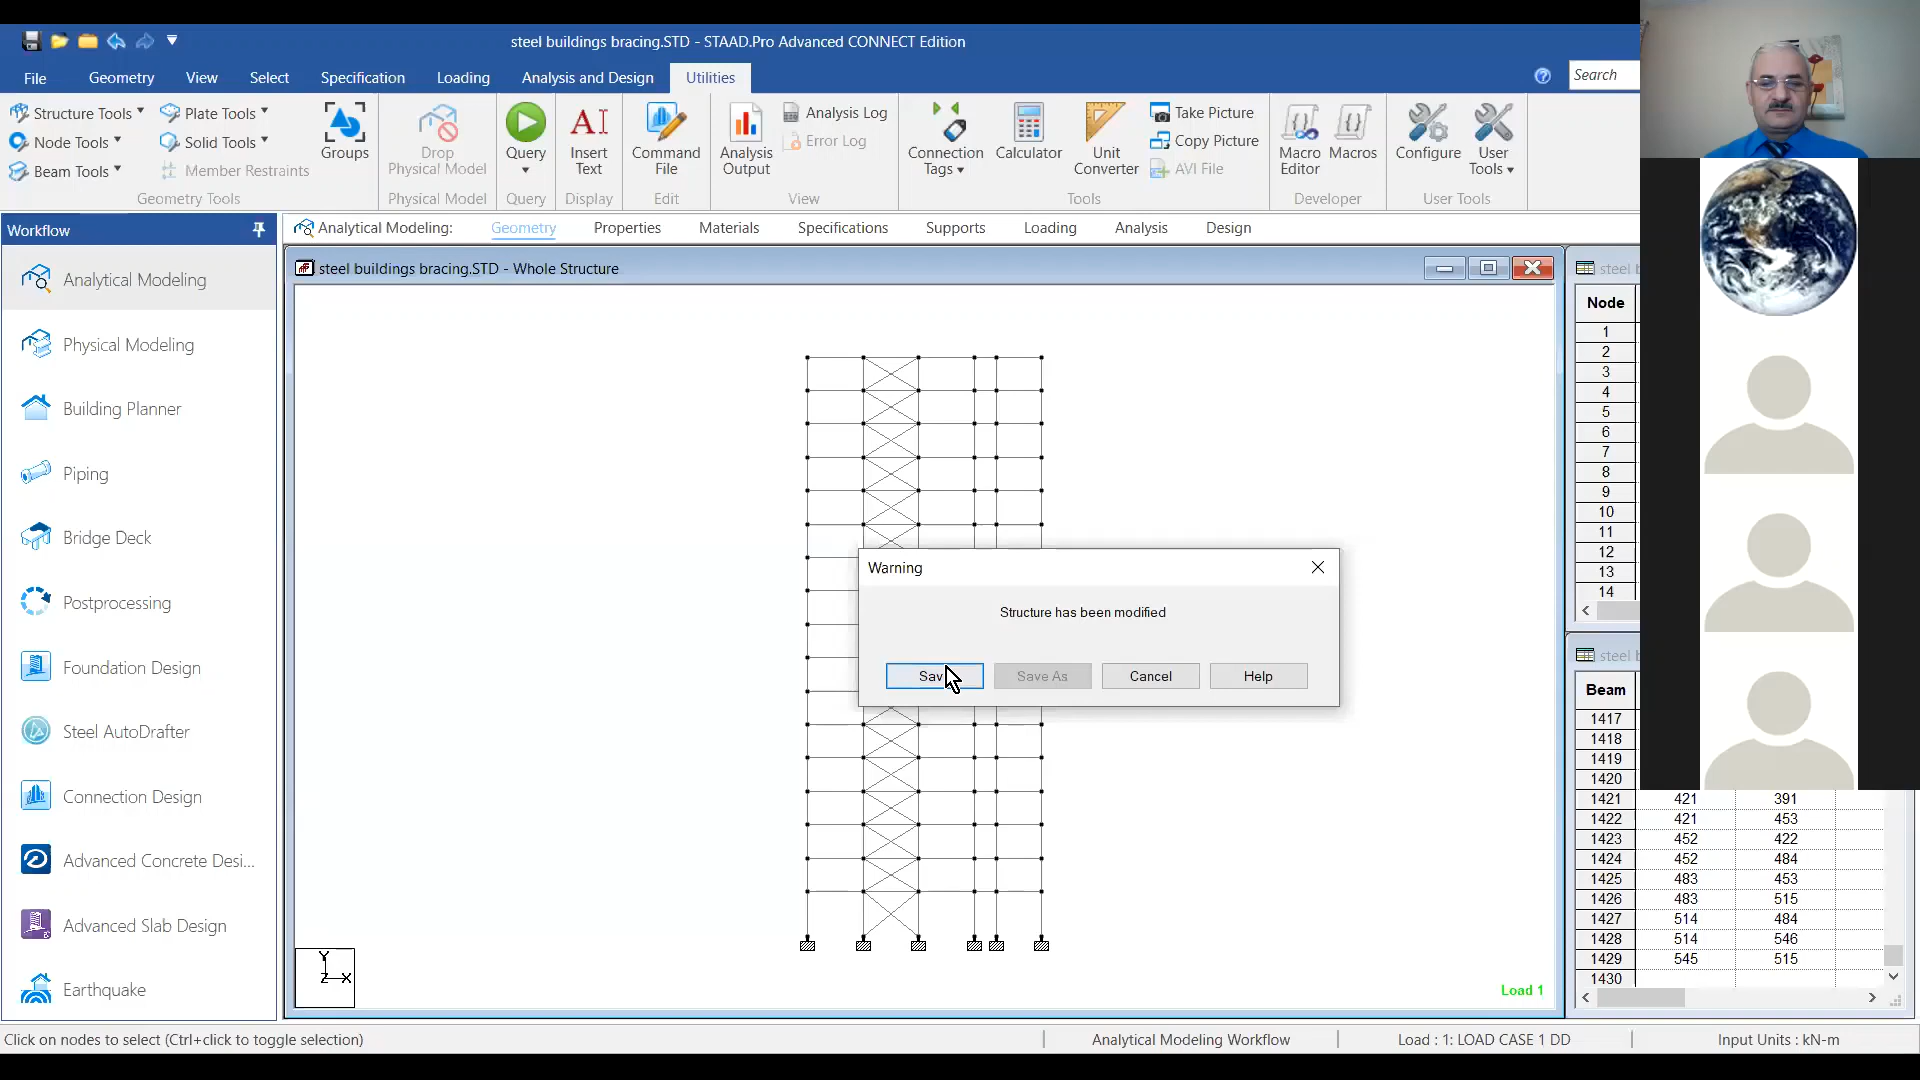 steel buildings bracing.STD - STAAD.Pro Advanced CONNECT Edition
File Geometry View Select Specification Loading Analysis and Design Utilities Search
Structure Tools Plate Tools
Node Tools Solid Tools
Beam Tools Member Restraints
Groups
Geometry Tools
Drop Physical Model
Physical Model
Query
Query
Insert Text
Display
Command File
Edit
Analysis Output
Analysis Log
Error Log
View
Connection Tags
Calculator
Unit Converter
Take Picture
Copy Picture
AVI File
Tools
Macro Editor
Macros
Developer
Configure
User Tools
User Tools
Workflow
Analytical Modeling: Geometry Properties Materials Specifications Supports Loading Analysis Design
Analytical Modeling
Physical Modeling
Building Planner
Piping
Bridge Deck
Postprocessing
Foundation Design
Steel AutoDrafter
Connection Design
Advanced Concrete Desi...
Advanced Slab Design
Earthquake
steel buildings bracing.STD - Whole Structure
Warning
Structure has been modified
Sav
Save As
Cancel
Help
Y
Z X
Load 1
steel b
Node
1
2
3
4
5
6
7
8
9
10
11
12
13
14
steel b
Beam
1417
1418
1419
1420
1421 421 391
1422 421 453
1423 452 422
1424 452 484
1425 483 453
1426 483 515
1427 514 484
1428 514 546
1429 545 515
1430
Click on nodes to select (Ctrl+click to toggle selection)
Analytical Modeling Workflow
Load : 1: LOAD CASE 1 DD
Input Units : kN-m